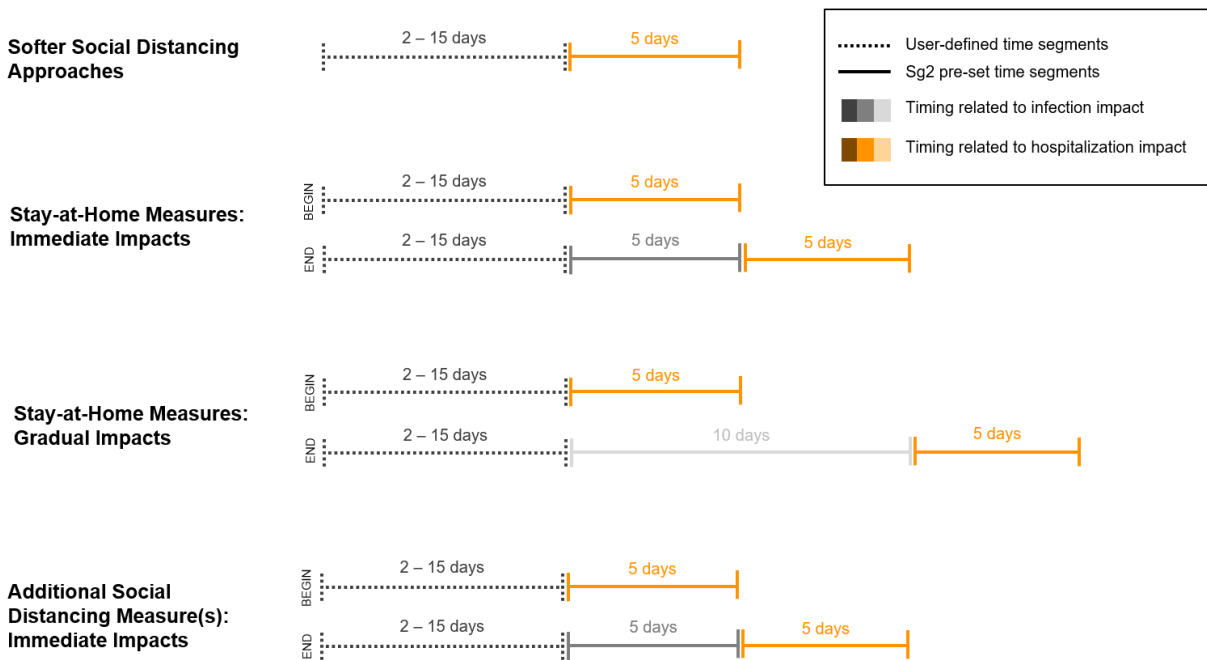 Softer Social Distancing
Approaches
2 – 15 days
5 days
User-defined time segments
Sg2 pre-set time segments
Timing related to infection impact
Timing related to hospitalization impact
Stay-at-Home Measures:
Immediate Impacts
BEGIN
2 – 15 days
5 days
END
2 – 15 days
5 days
5 days
Stay-at-Home Measures:
Gradual Impacts
BEGIN
2 – 15 days
5 days
END
2 – 15 days
10 days
5 days
Additional Social
Distancing Measure(s):
Immediate Impacts
BEGIN
2 – 15 days
5 days
END
2 – 15 days
5 days
5 days